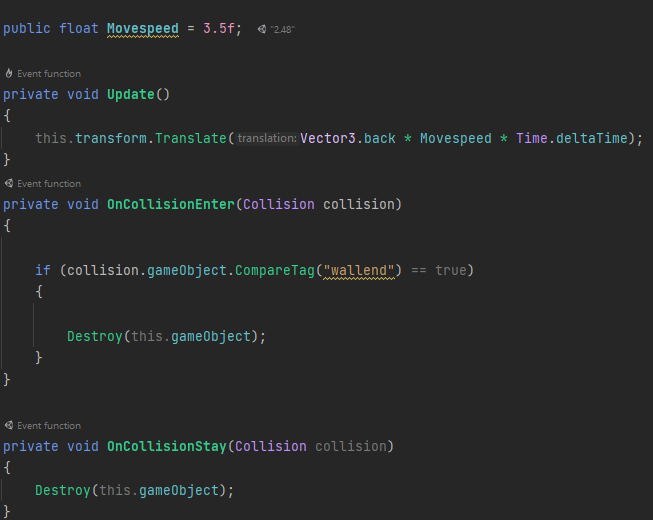 public float Movespeed = 3.5f; "2.48"
Event function
private void Update()
{
this.transform.Translate(translation:Vector3.back * Movespeed * Time.deltaTime);
}
Event function
private void OnCollisionEnter(Collision collision)
{
if (collision.gameObject.CompareTag("wallend") == true)
{
Destroy(this.gameObject);
}
}
Event function
private void OnCollisionStay(Collision collision)
{
Destroy(this.gameObject);
}